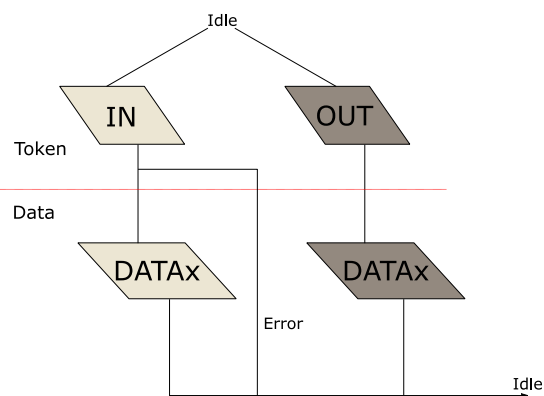 Idle
IN
OUT
Token
Data
DATAx
DATAx
Error
Idle